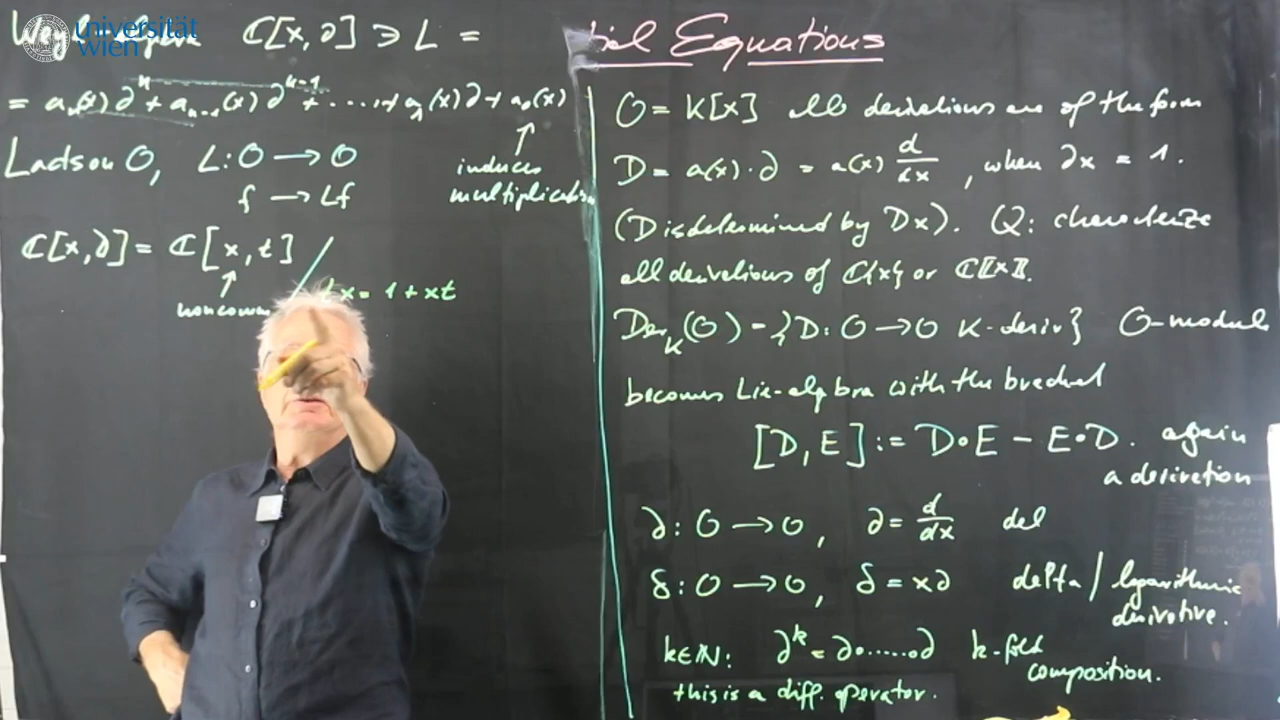 universität
wien
Weyl algebra ℂ[x,∂] ∋ L =
= aₙ(x) ∂ⁿ + aₙ₋₁(x) ∂ⁿ⁻¹ + ..... + a₁(x) ∂ + a₀(x)
↑
induces
multiplication
L acts on O, L: O → O
f → Lf
ℂ[x,∂] = ℂ[x,t] /
↑
noncomm
tx = 1 + xt
tial Equations
O = K[x] all derivations are of the form
D = a(x)·∂ = a(x) d/dx, when ∂x = 1.
(D is determined by Dx). Q: characterize
all derivations of ℂ{x} or ℂ[[x]].
Der_K(O) = {D: O → O K-deriv} O-module
becomes Lie-algebra with the bracket
[D, E] := D∘E − E∘D. again
a derivation
∂: O → O, ∂ = d/dx del
δ: O → O, δ = x∂ delta / logarithmic
derivative.
k∈ℕ: ∂ᵏ = ∂∘......∂ k-fold
composition.
this is a diff. operator.